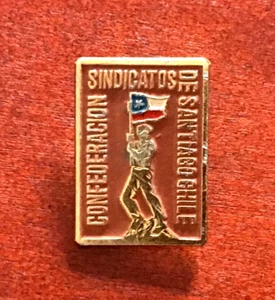 CONFEDERACION
SINDICATOS
DE SANTIAGO CHILE